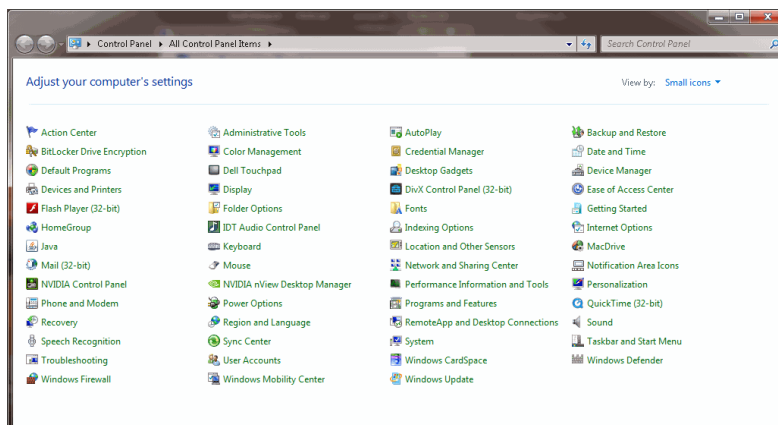 Control Panel ▸ All Control Panel Items ▸ Search Control Panel
Adjust your computer's settings View by: Small icons
Action Center Administrative Tools AutoPlay Backup and Restore
BitLocker Drive Encryption Color Management Credential Manager Date and Time
Default Programs Dell Touchpad Desktop Gadgets Device Manager
Devices and Printers Display DivX Control Panel (32-bit) Ease of Access Center
Flash Player (32-bit) Folder Options Fonts Getting Started
HomeGroup IDT Audio Control Panel Indexing Options Internet Options
Java Keyboard Location and Other Sensors MacDrive
Mail (32-bit) Mouse Network and Sharing Center Notification Area Icons
NVIDIA Control Panel NVIDIA nView Desktop Manager Performance Information and Tools Personalization
Phone and Modem Power Options Programs and Features QuickTime (32-bit)
Recovery Region and Language RemoteApp and Desktop Connections Sound
Speech Recognition Sync Center System Taskbar and Start Menu
Troubleshooting User Accounts Windows CardSpace Windows Defender
Windows Firewall Windows Mobility Center Windows Update